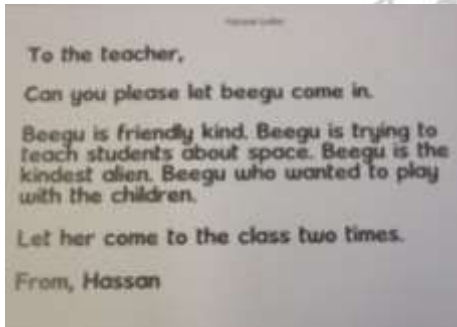 To the teacher,
Can you please let beegu come in.
Beegu is friendly kind. Beegu is trying to
teach students about space. Beegu is the
kindest alien. Beegu who wanted to play
with the children.
Let her come to the class two times.
From, Hassan